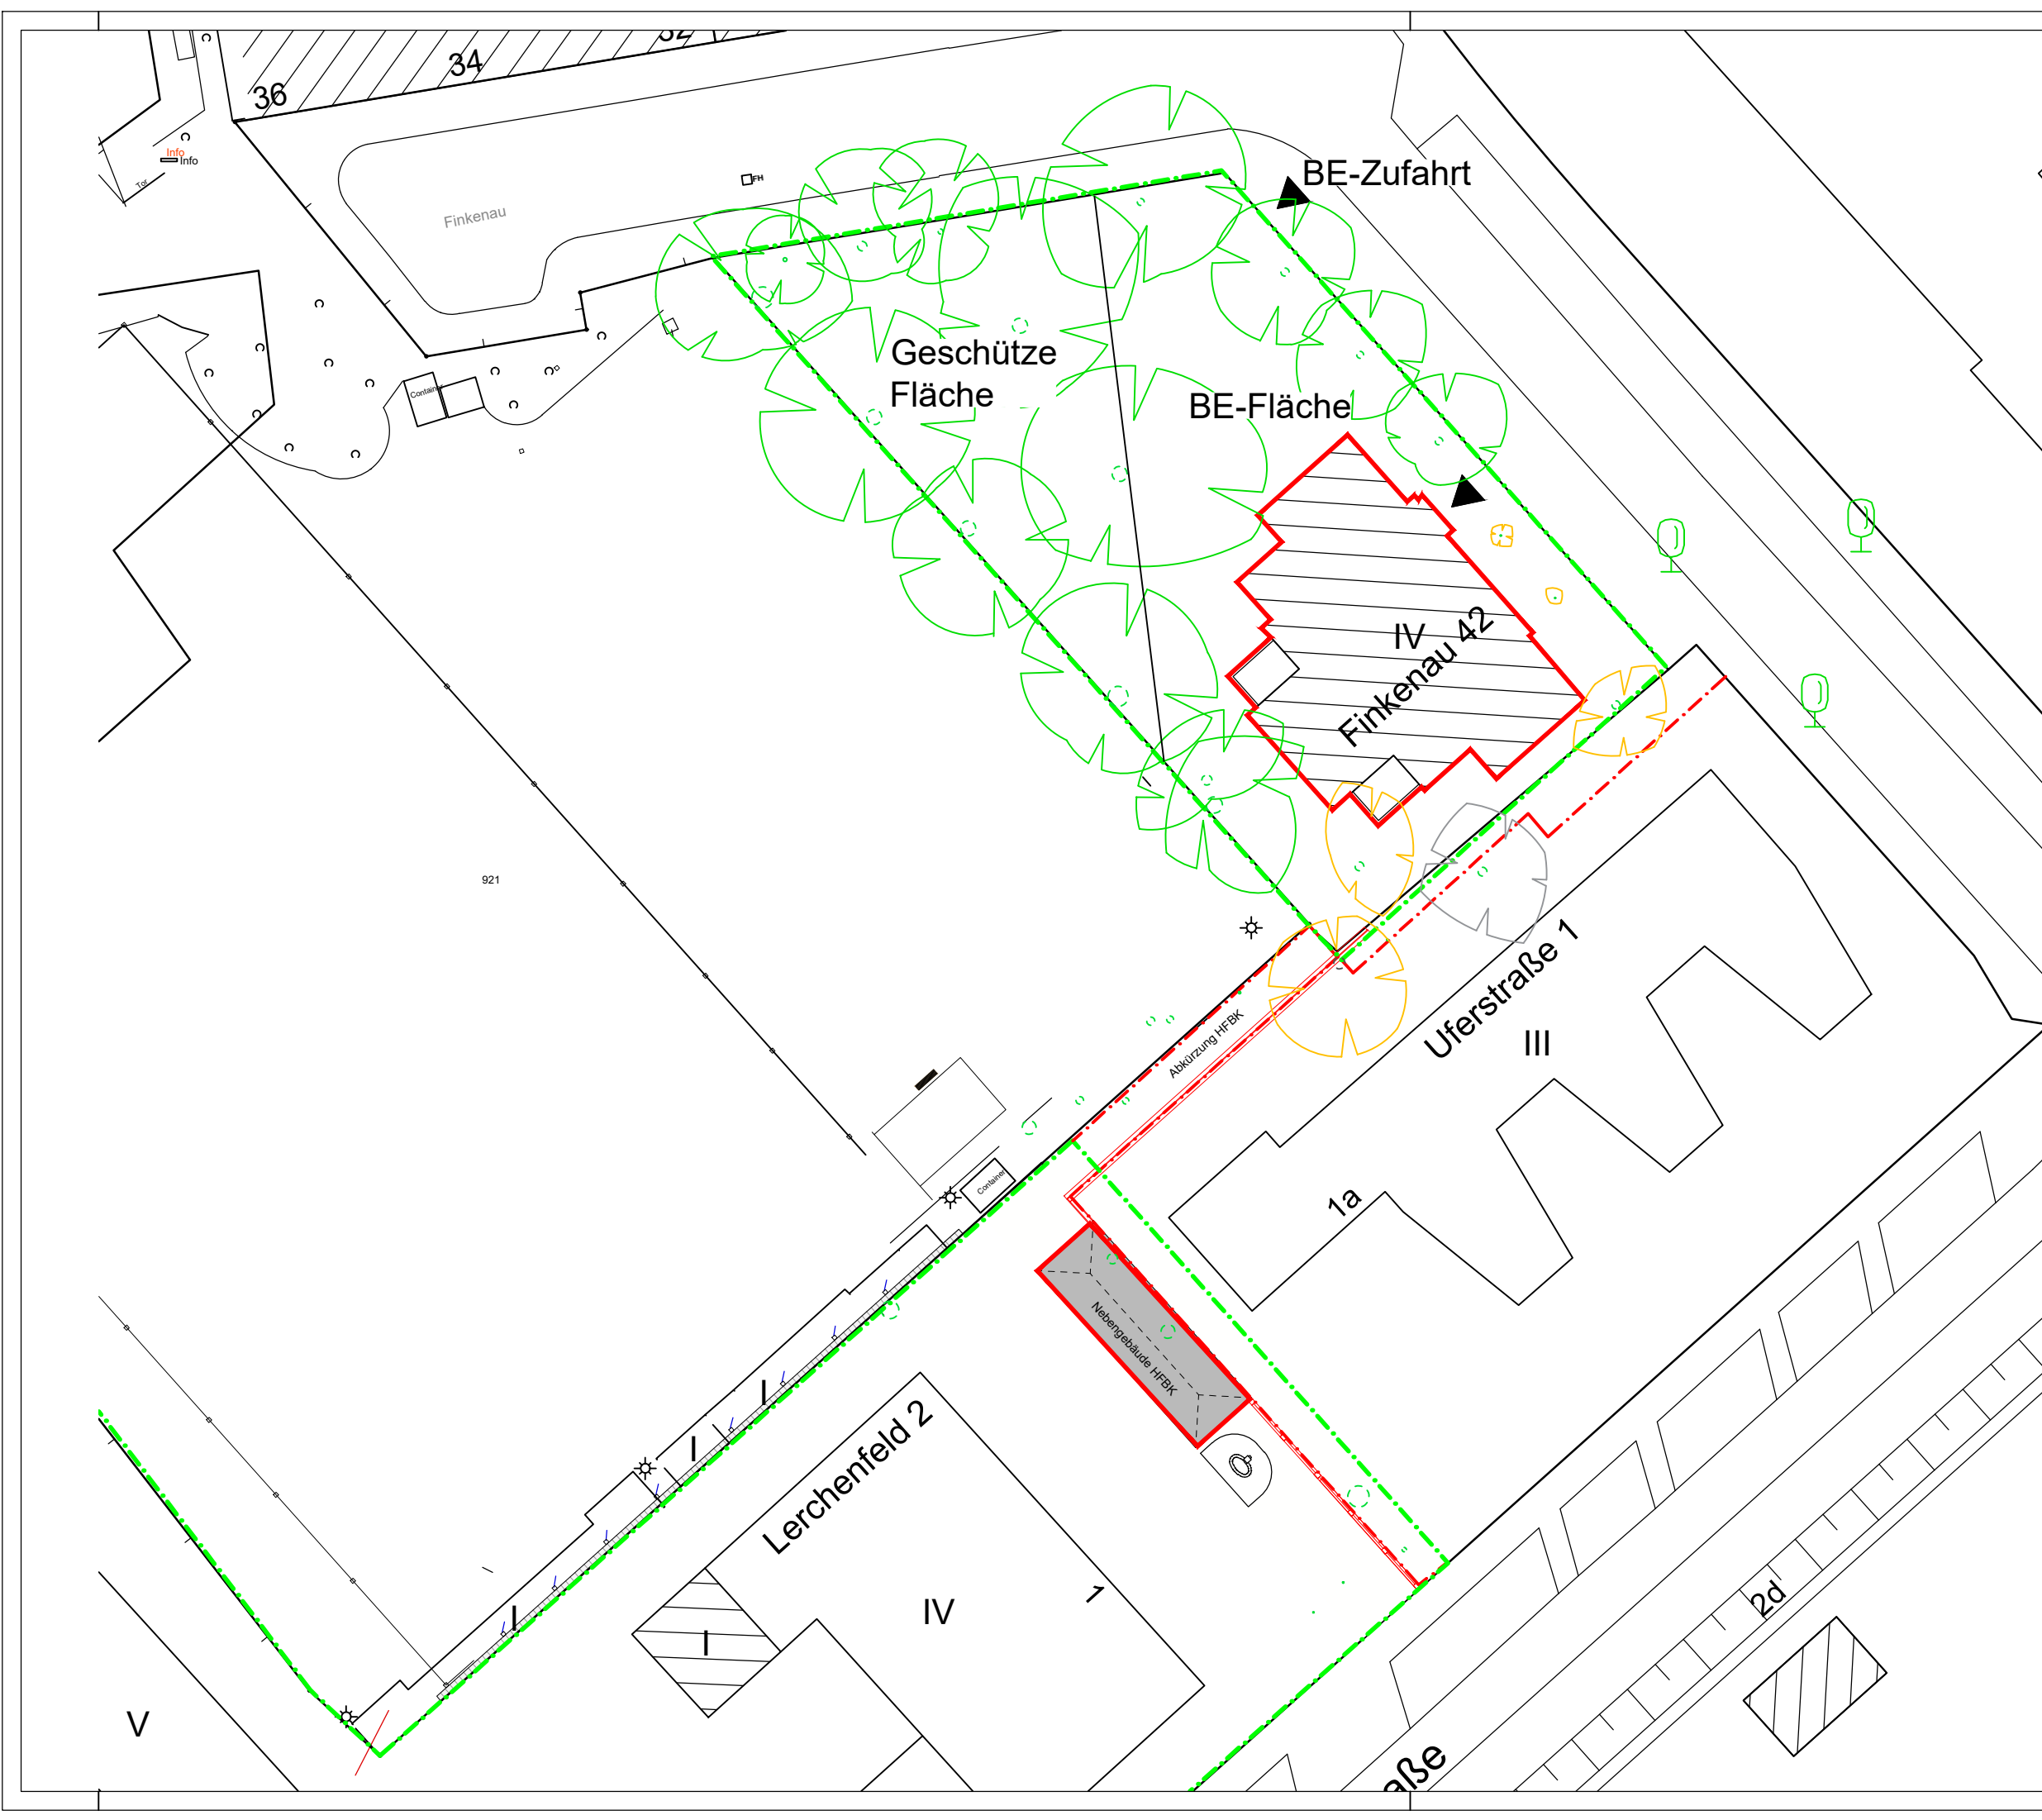 34
36
Info
Info
Tor
FH
BE-Zufahrt
Finkenau
Geschütze
Fläche
BE-Fläche
Container
IV
Finkenau 42
921
Uferstraße 1
III
Abkürzung HFBK
Container
1a
Nebengebäude HFBK
I
I
Lerchenfeld 2
I
IV
1
I
2d
V
aße